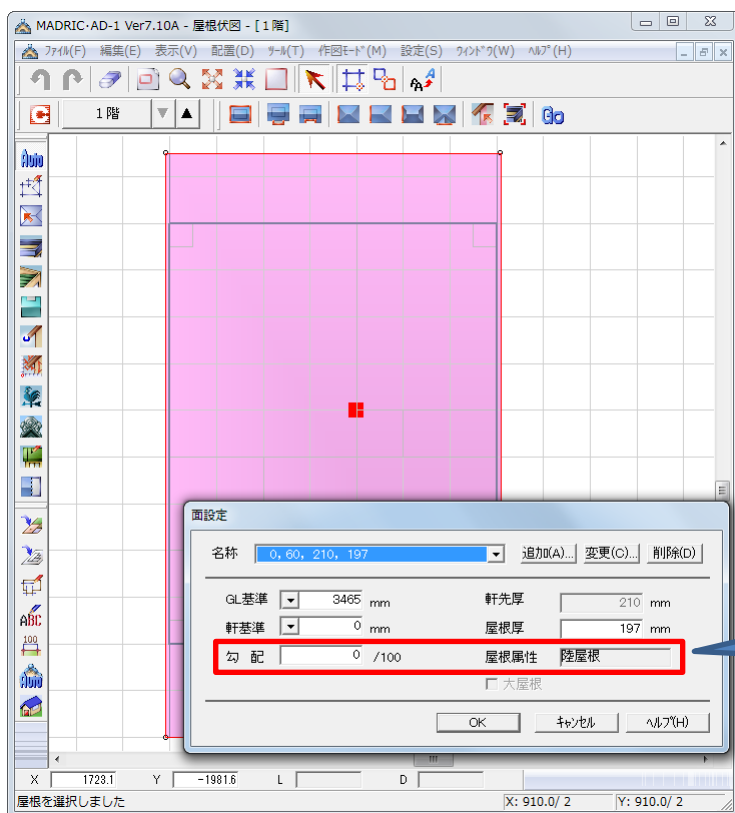 MADRIC・AD-1 Ver7.10A - 屋根伏図 - [1 階]
ﾌｧｲﾙ(F) 編集(E) 表示(V) 配置(D) ﾂｰﾙ(T) 作図ﾓｰﾄﾞ(M) 設定(S) ｳｨﾝﾄﾞｳ(W) ﾍﾙﾌﾟ(H)
1 階 Go
Auto
ABC
100
Auto
面設定
名称 0, 60, 210, 197 追加(A)... 変更(C)... 削除(D)
GL基準 3465 mm 軒先厚 210 mm
軒基準 0 mm 屋根厚 197 mm
勾 配 0 /100 屋根属性 陸屋根
大屋根
OK ｷｬﾝｾﾙ ﾍﾙﾌﾟ(H)
X 1723.1 Y -1981.6 L D
屋根を選択しました X: 910.0/ 2 Y: 910.0/ 2